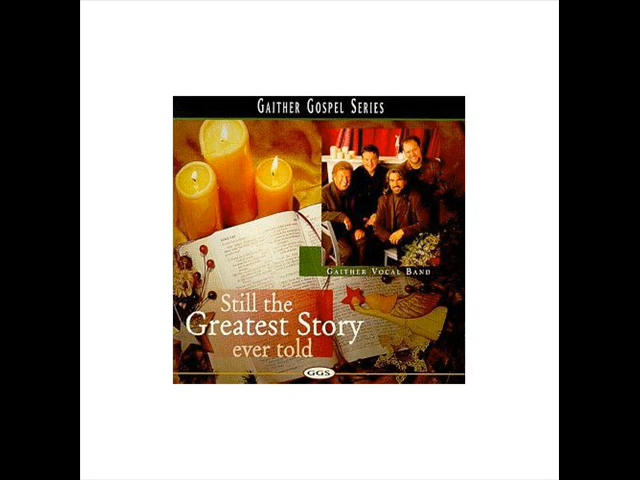 GAITHER GOSPEL SERIES
GAITHER VOCAL BAND
Still the
Greatest Story
ever told
GGS